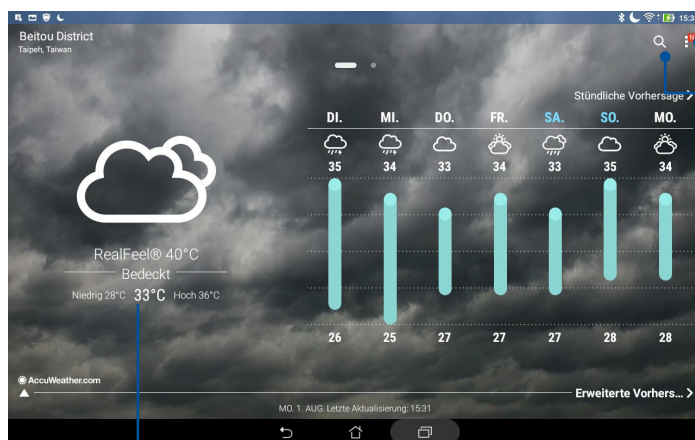 15:3
Beitou District
Taipeh, Taiwan
N
Stündliche Vorhersage
DI. MI. DO. FR. SA. SO. MO.
35 34 33 34 33 35 34
RealFeel® 40°C
Bedeckt
Niedrig 28°C 33°C Hoch 36°C
26 25 27 27 27 28 28
AccuWeather.com
Erweiterte Vorhers...
MO. 1. AUG. Letzte Aktualisierung: 15:31